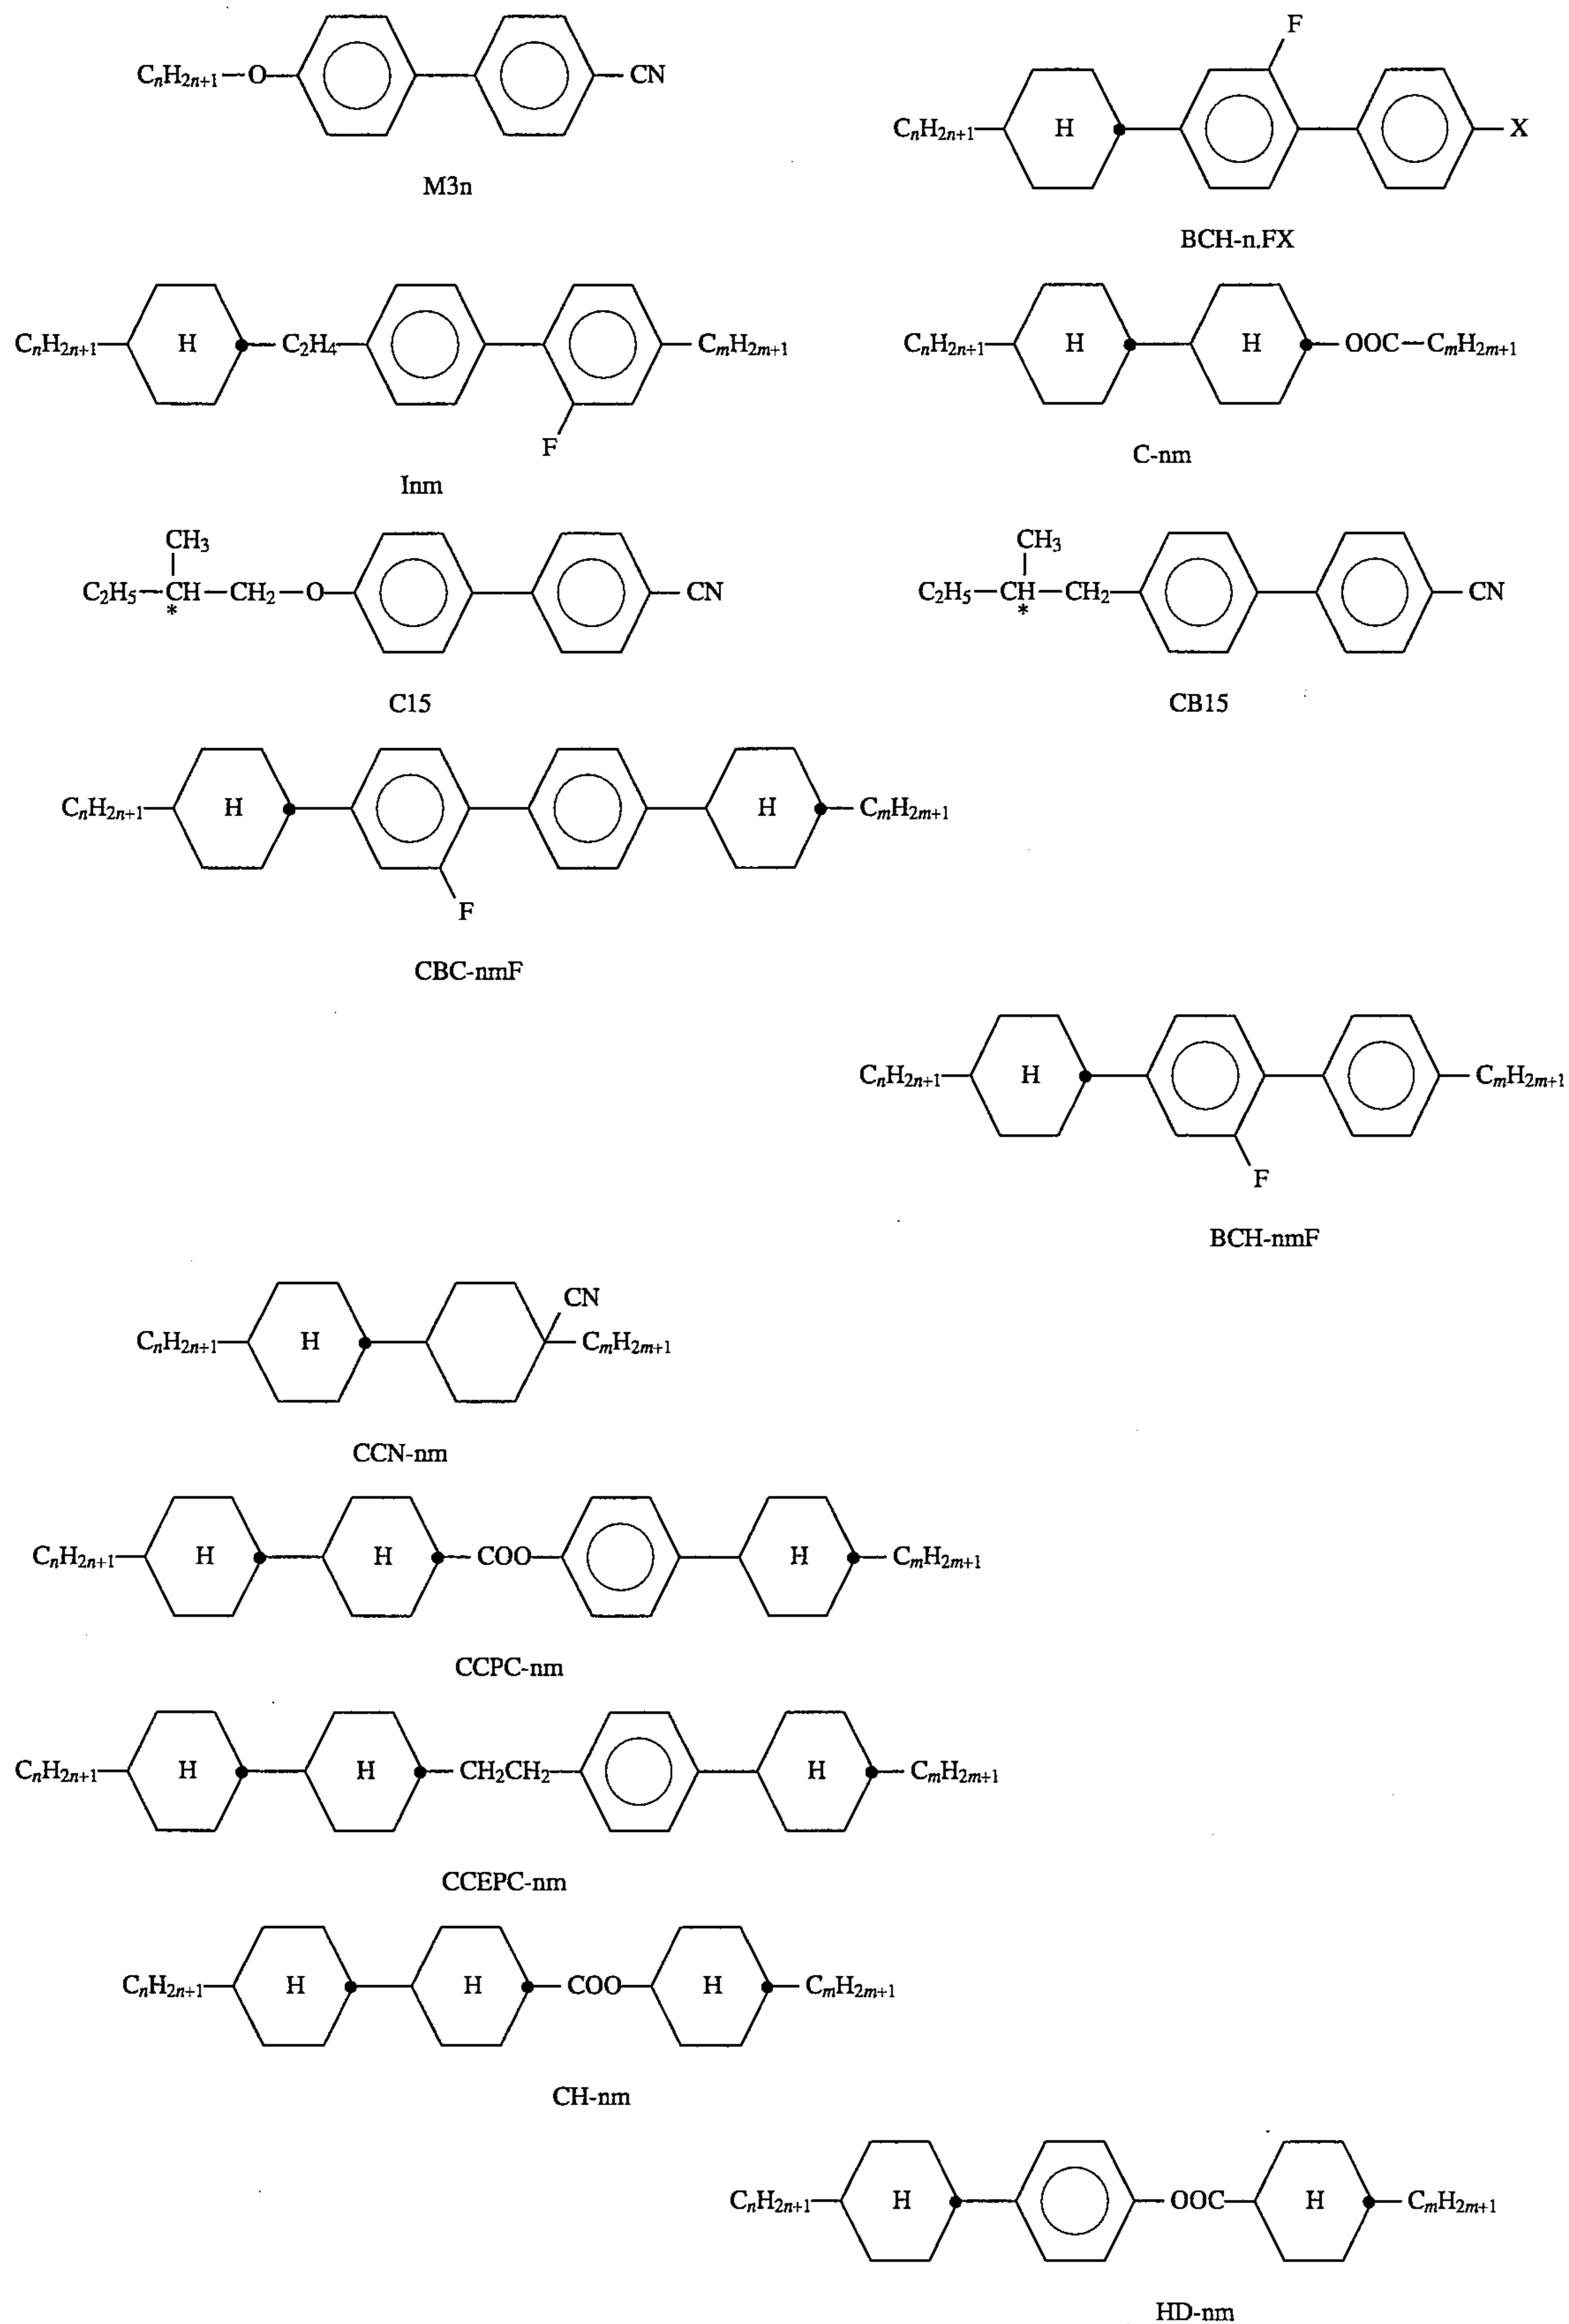 CnH2n+1—O— —CN
M3n
F
CnH2n+1— H —X
BCH-n.FX
CnH2n+1— H — C2H4— —CmH2m+1
F
Inm
CnH2n+1— H H — OOC—CmH2m+1
C-nm
CH3
C2H5—CH—CH2—O— —CN
*
C15
CH3
C2H5—CH—CH2— —CN
*
CB15
CnH2n+1— H H —CmH2m+1
F
CBC-nmF
CnH2n+1— H —CmH2m+1
F
BCH-nmF
CN
CnH2n+1— H —CmH2m+1
CCN-nm
CnH2n+1— H H — COO— H —CmH2m+1
CCPC-nm
CnH2n+1— H H — CH2CH2— H —CmH2m+1
CCEPC-nm
CnH2n+1— H H — COO— H —CmH2m+1
CH-nm
CnH2n+1— H —OOC— H —CmH2m+1
HD-nm